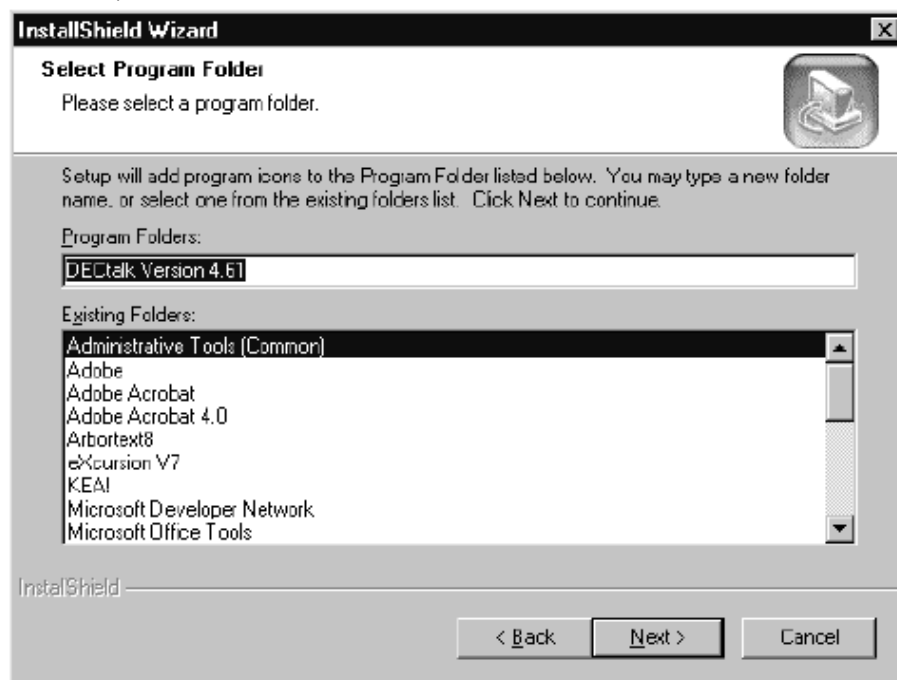 InstallShield Wizard
Select Program Folder
Please select a program folder.
Setup will add program icons to the Program Folder listed below. You may type a new folder
name, or select one from the existing folders list. Click Next to continue.
Program Folders:
DECtalk Version 4.61
Existing Folders:
Administrative Tools (Common)
Adobe
Adobe Acrobat
Adobe Acrobat 4.0
Arbortext8
eXcursion V7
KEA!
Microsoft Developer Network
Microsoft Office Tools
InstallShield
< Back
Next >
Cancel